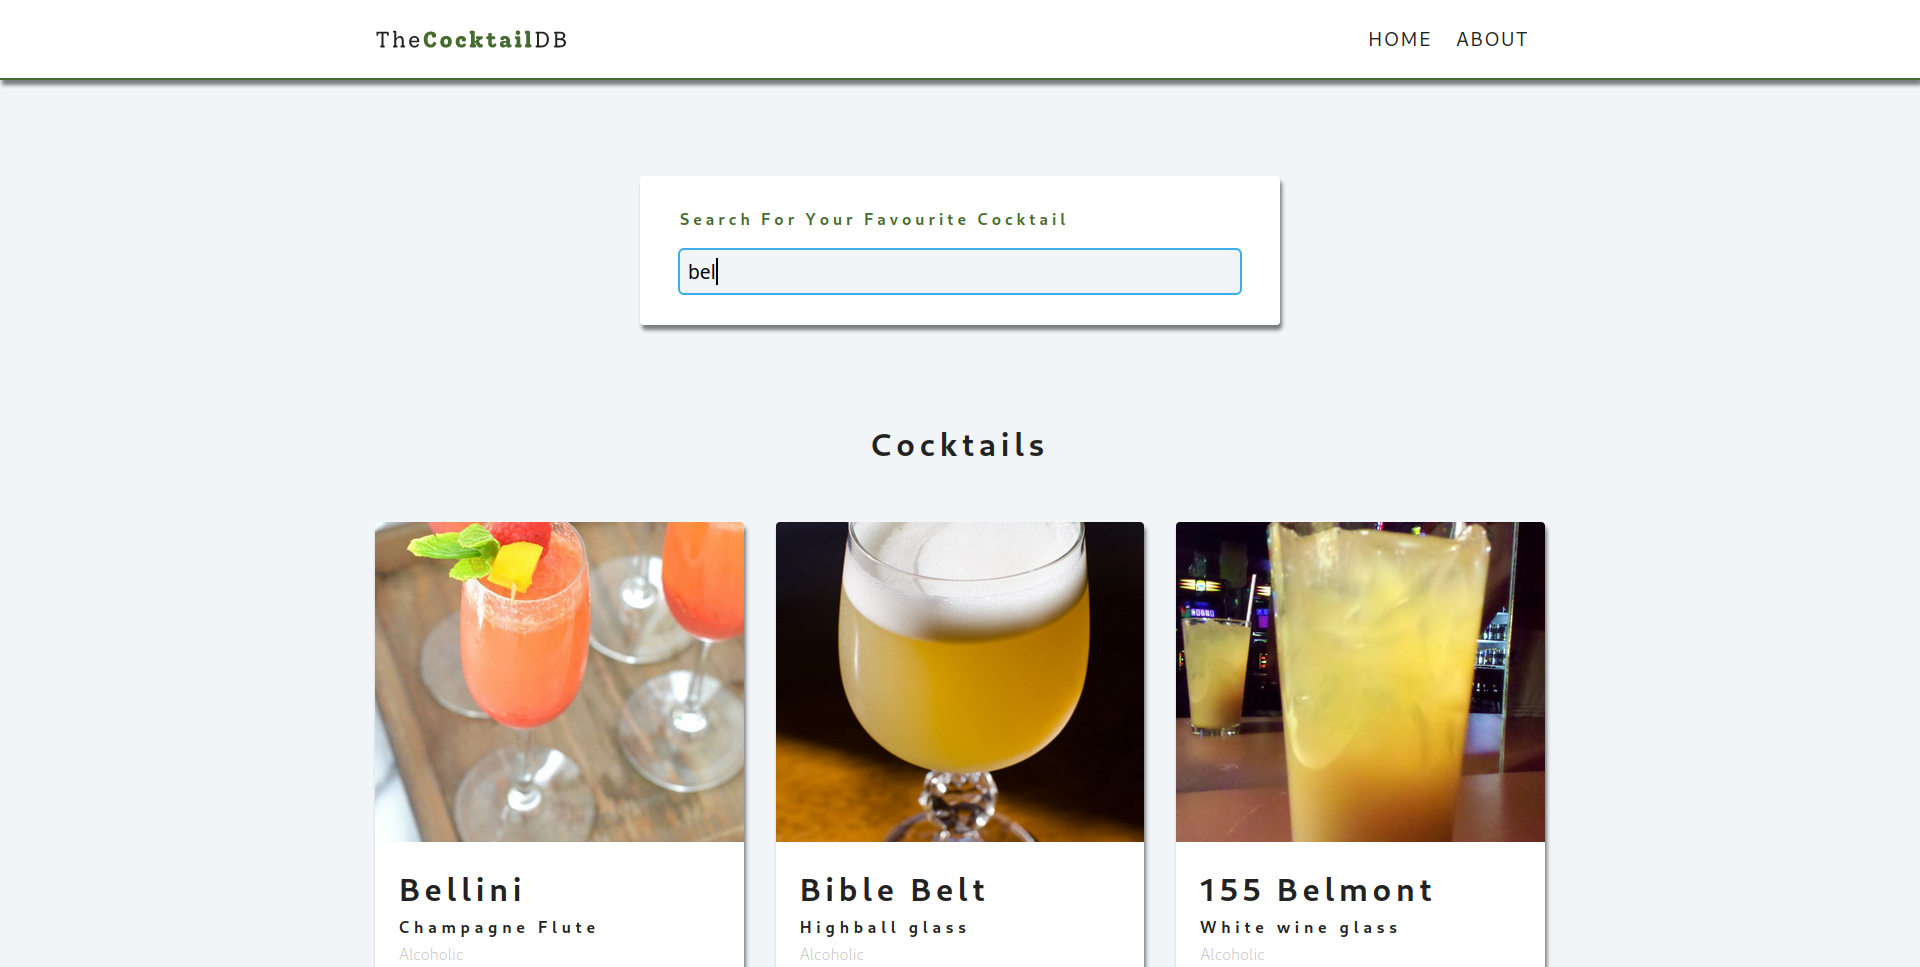 TheCocktailDB
HOME ABOUT
Search For Your Favourite Cocktail
bel
Cocktails
Bellini
Champagne Flute
Alcoholic
Bible Belt
Highball glass
Alcoholic
155 Belmont
White wine glass
Alcoholic